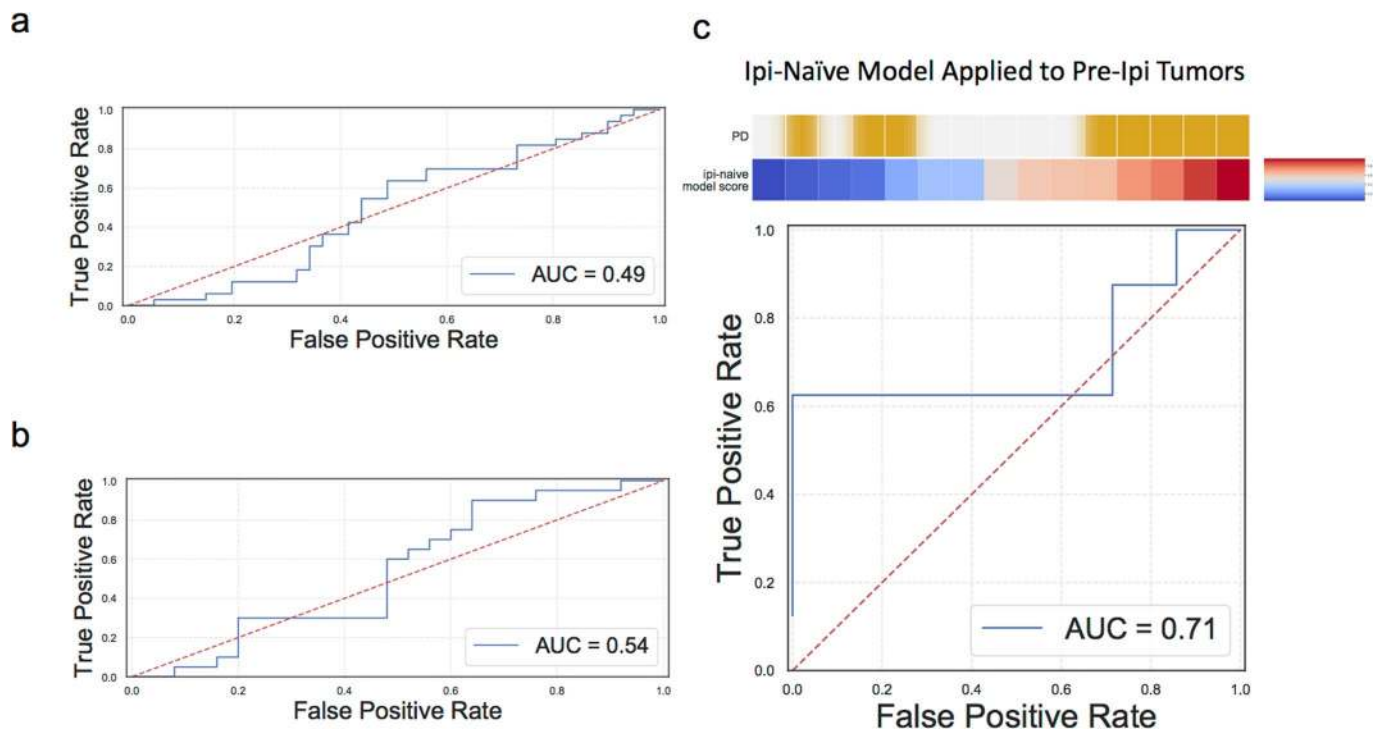 a
1.0
0.8
0.6
0.4
0.2
0.0
True Positive Rate
AUC = 0.49
0.0 0.2 0.4 0.6 0.8 1.0
False Positive Rate
b
1.0
0.8
0.6
0.4
0.2
0.0
True Positive Rate
AUC = 0.54
0.0 0.2 0.4 0.6 0.8 1.0
False Positive Rate
c
Ipi-Naïve Model Applied to Pre-Ipi Tumors
PD
ipi-naive
model score
1.0
0.8
0.6
0.4
0.2
0.0
True Positive Rate
AUC = 0.71
0.0 0.2 0.4 0.6 0.8 1.0
False Positive Rate